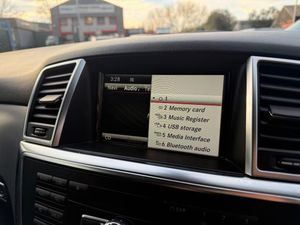 3:28
Navi Audio
1
2 Memory card
3 Music Register
4 USB storage
5 Media Interface
6 Bluetooth audio